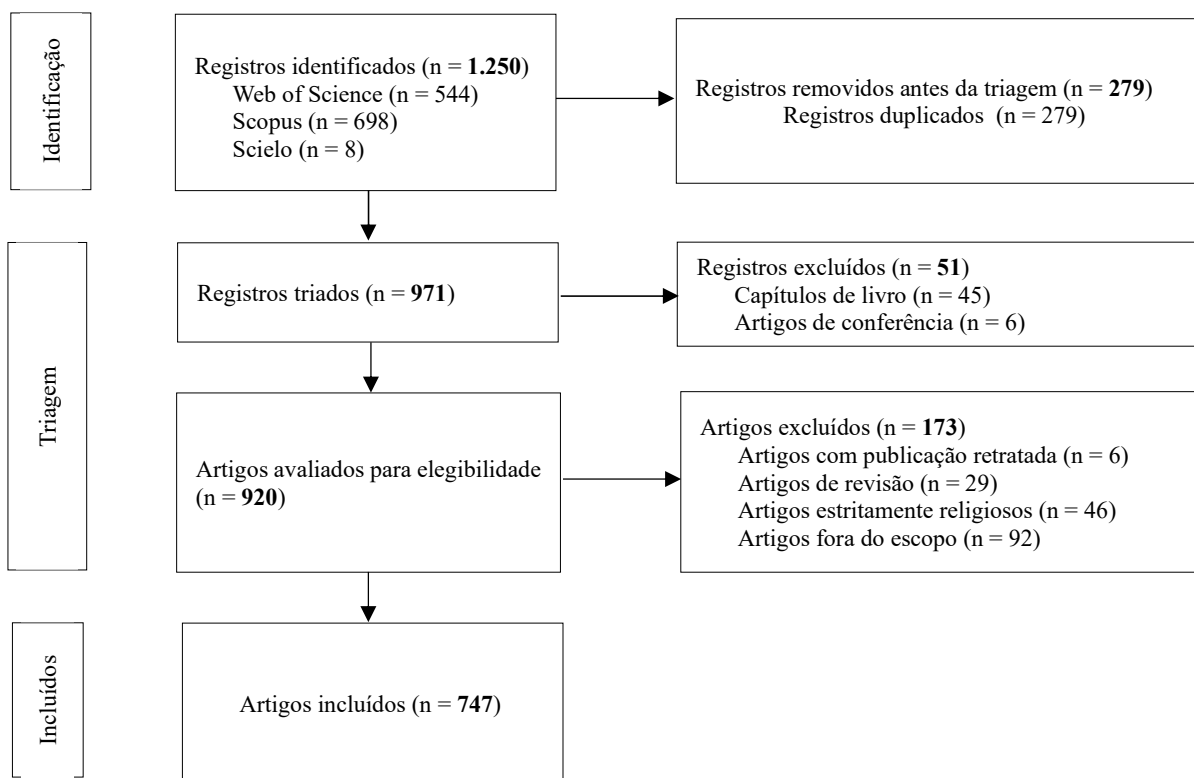 Identificação
Registros identificados (n = 1.250)
Web of Science (n = 544)
Scopus (n = 698)
Scielo (n = 8)
Registros removidos antes da triagem (n = 279)
Registros duplicados (n = 279)
Triagem
Registros triados (n = 971)
Registros excluídos (n = 51)
Capítulos de livro (n = 45)
Artigos de conferência (n = 6)
Artigos avaliados para elegibilidade
(n = 920)
Artigos excluídos (n = 173)
Artigos com publicação retratada (n = 6)
Artigos de revisão (n = 29)
Artigos estritamente religiosos (n = 46)
Artigos fora do escopo (n = 92)
Incluídos
Artigos incluídos (n = 747)